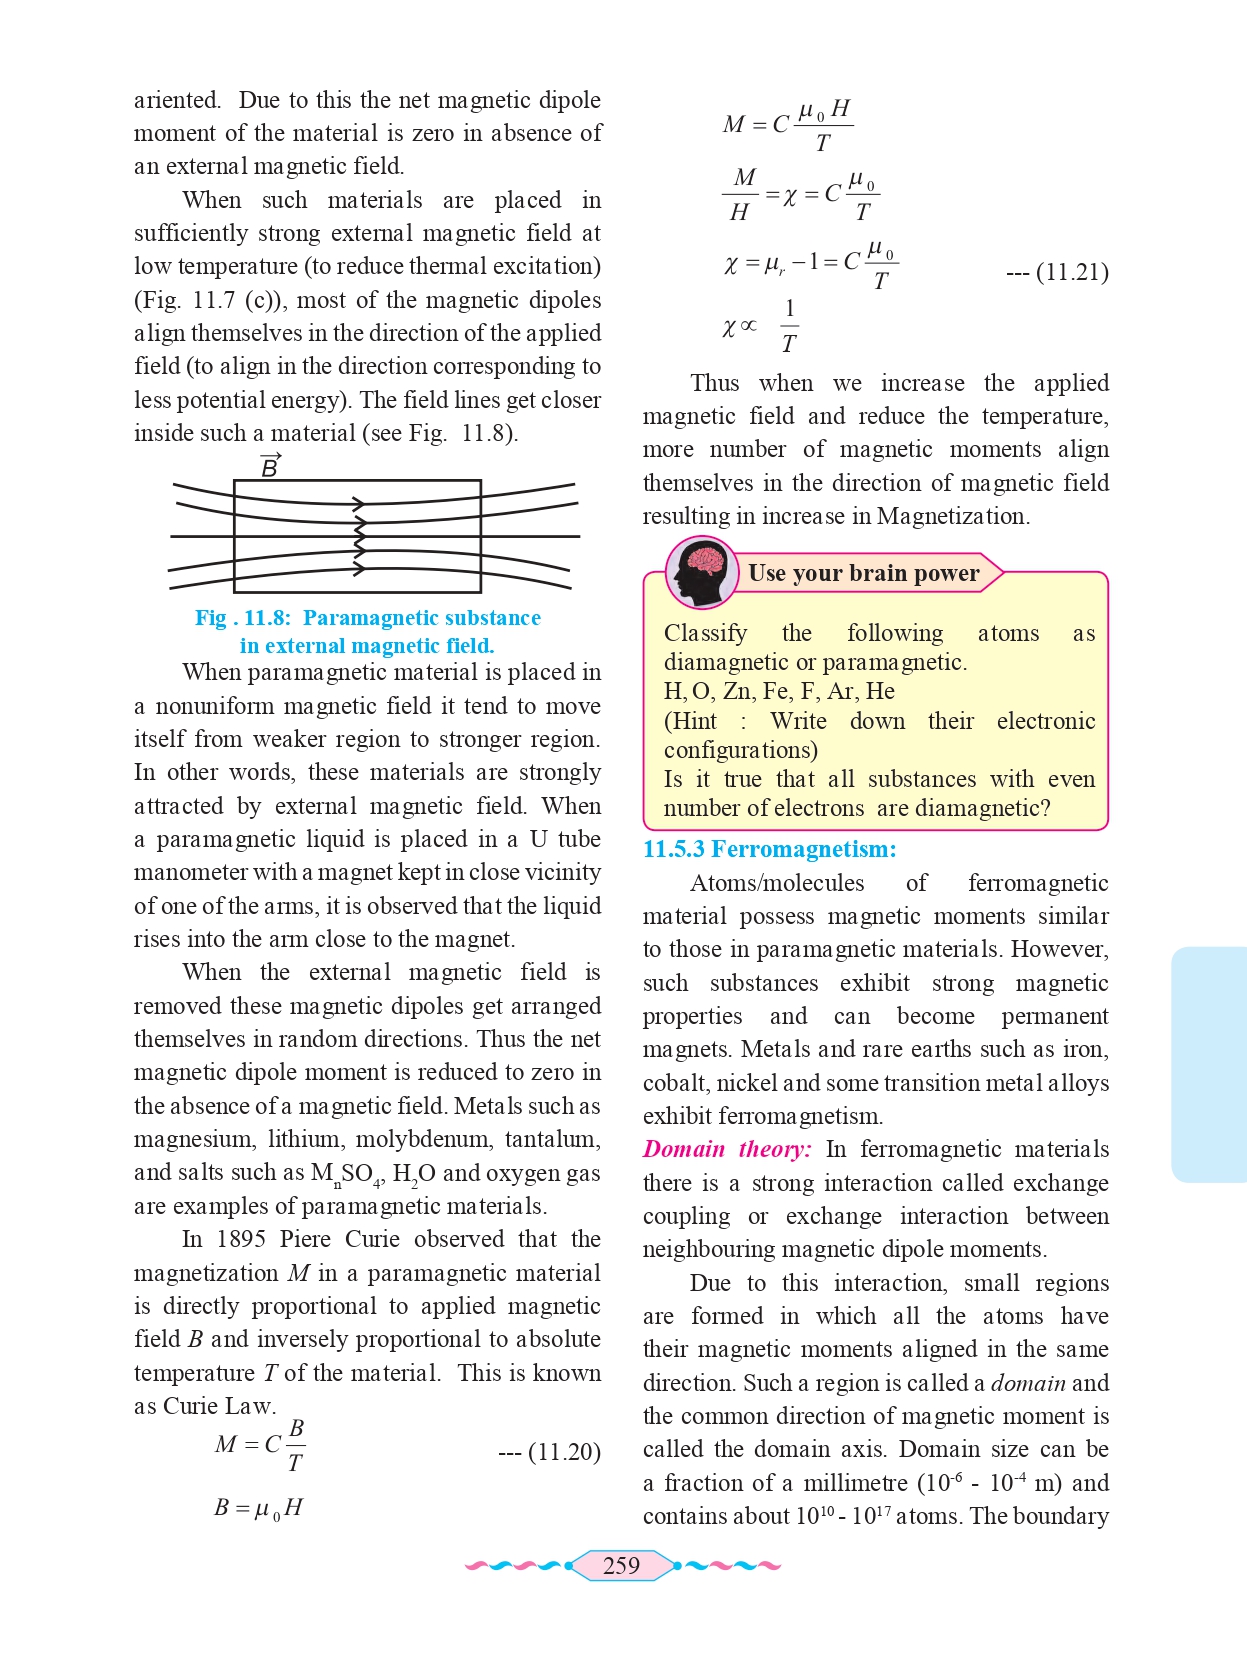 ariented. Due to this the net magnetic dipole
moment of the material is zero in absence of
an external magnetic field.
When such materials are placed in
sufficiently strong external magnetic field at
low temperature (to reduce thermal excitation)
(Fig. 11.7 (c)), most of the magnetic dipoles
align themselves in the direction of the applied
field (to align in the direction corresponding to
less potential energy). The field lines get closer
inside such a material (see Fig. 11.8).
B
Fig . 11.8: Paramagnetic substance
in external magnetic field.
When paramagnetic material is placed in
a nonuniform magnetic field it tend to move
itself from weaker region to stronger region.
In other words, these materials are strongly
attracted by external magnetic field. When
a paramagnetic liquid is placed in a U tube
manometer with a magnet kept in close vicinity
of one of the arms, it is observed that the liquid
rises into the arm close to the magnet.
When the external magnetic field is
removed these magnetic dipoles get arranged
themselves in random directions. Thus the net
magnetic dipole moment is reduced to zero in
the absence of a magnetic field. Metals such as
magnesium, lithium, molybdenum, tantalum,
and salts such as MₙSO₄, H₂O and oxygen gas
are examples of paramagnetic materials.
In 1895 Piere Curie observed that the
magnetization M in a paramagnetic material
is directly proportional to applied magnetic
field B and inversely proportional to absolute
temperature T of the material. This is known
as Curie Law.
M = C B/T --- (11.20)
B = μ₀H
M = C μ₀H/T
M/H = χ = C μ₀/T
χ = μᵣ − 1 = C μ₀/T --- (11.21)
χ ∝ 1/T
Thus when we increase the applied
magnetic field and reduce the temperature,
more number of magnetic moments align
themselves in the direction of magnetic field
resulting in increase in Magnetization.
Use your brain power
Classify the following atoms as
diamagnetic or paramagnetic.
H, O, Zn, Fe, F, Ar, He
(Hint : Write down their electronic
configurations)
Is it true that all substances with even
number of electrons are diamagnetic?
11.5.3 Ferromagnetism:
Atoms/molecules of ferromagnetic
material possess magnetic moments similar
to those in paramagnetic materials. However,
such substances exhibit strong magnetic
properties and can become permanent
magnets. Metals and rare earths such as iron,
cobalt, nickel and some transition metal alloys
exhibit ferromagnetism.
Domain theory: In ferromagnetic materials
there is a strong interaction called exchange
coupling or exchange interaction between
neighbouring magnetic dipole moments.
Due to this interaction, small regions
are formed in which all the atoms have
their magnetic moments aligned in the same
direction. Such a region is called a domain and
the common direction of magnetic moment is
called the domain axis. Domain size can be
a fraction of a millimetre (10⁻⁶ - 10⁻⁴ m) and
contains about 10¹⁰ - 10¹⁷ atoms. The boundary
259